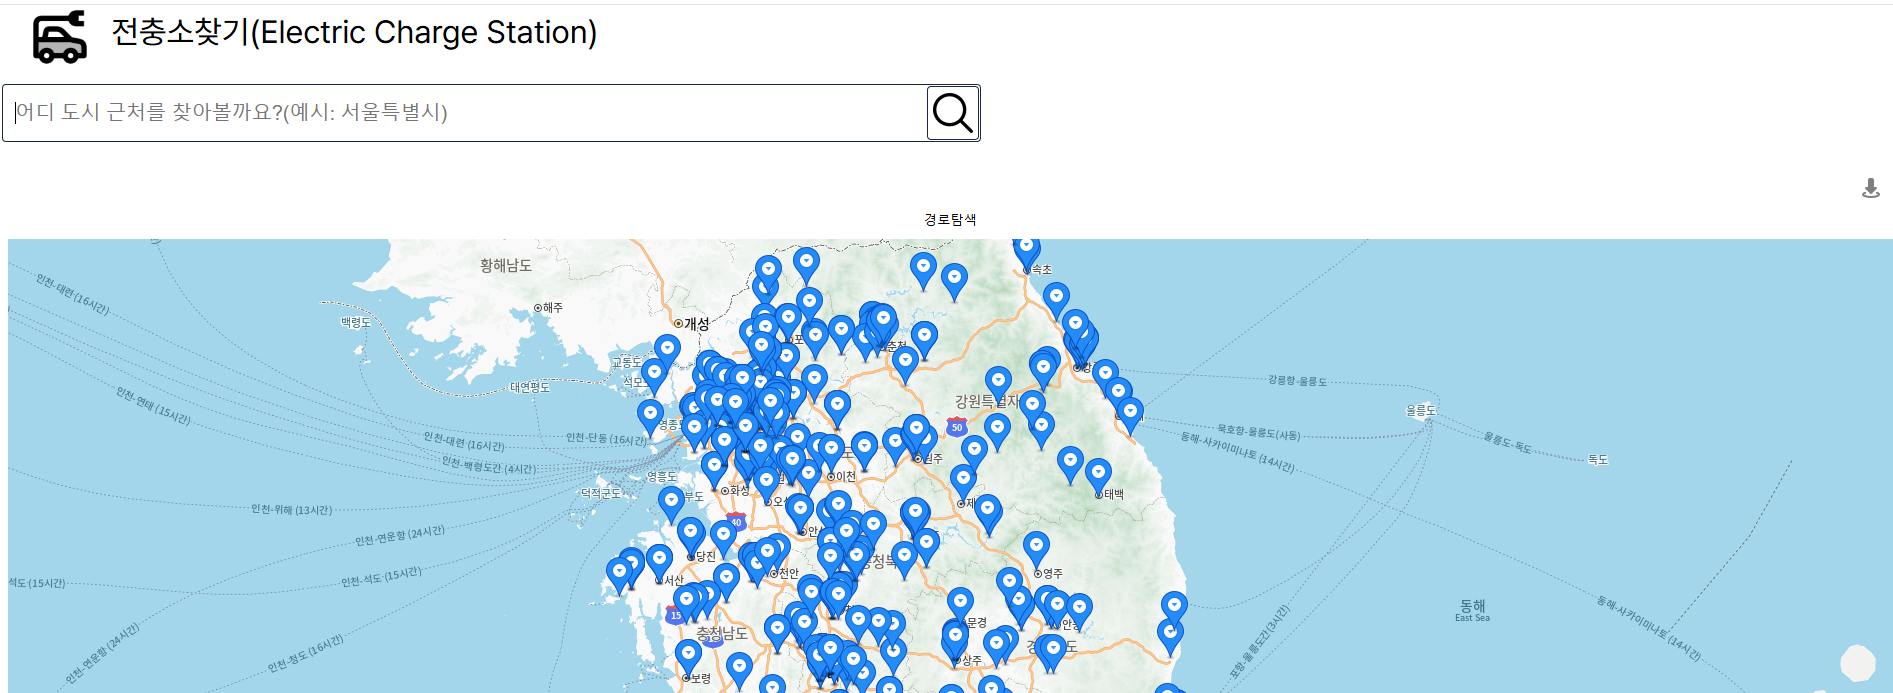 전충소찾기(Electric Charge Station)
어디 도시 근처를 찾아볼까요?(예시: 서울특별시)
경로탐색
황해남도
속초
인천-대련 (16시간)
해주
백령도
개성
춘천
교통도
석모도
대연평도
강릉항-울릉도
인천-연태 (15시간)
강원특별자
울릉도
영종도
50
인천-대련 (16시간)
인천-단동 (16시간)
묵호항-울릉도(사동)
동해-사카이미나토 (14시간)
울릉도-독도
독도
인천-백령도간 (4시간)
원주
영흥도
이천
덕적군도
부도
화성
태백
인천-위해 (13시간)
40
인천-연운항 (24시간)
당진
충청북
석도 (15시간)
인천-석도 (15시간)
서산
천안
영주
15
문경
안동
동해
East Sea
동해-사카이미나토 (14시간)
충청남도
인천-연운항 (24시간)
인천-청도 (16시간)
상주
포항-울릉도간(3시간)
보령